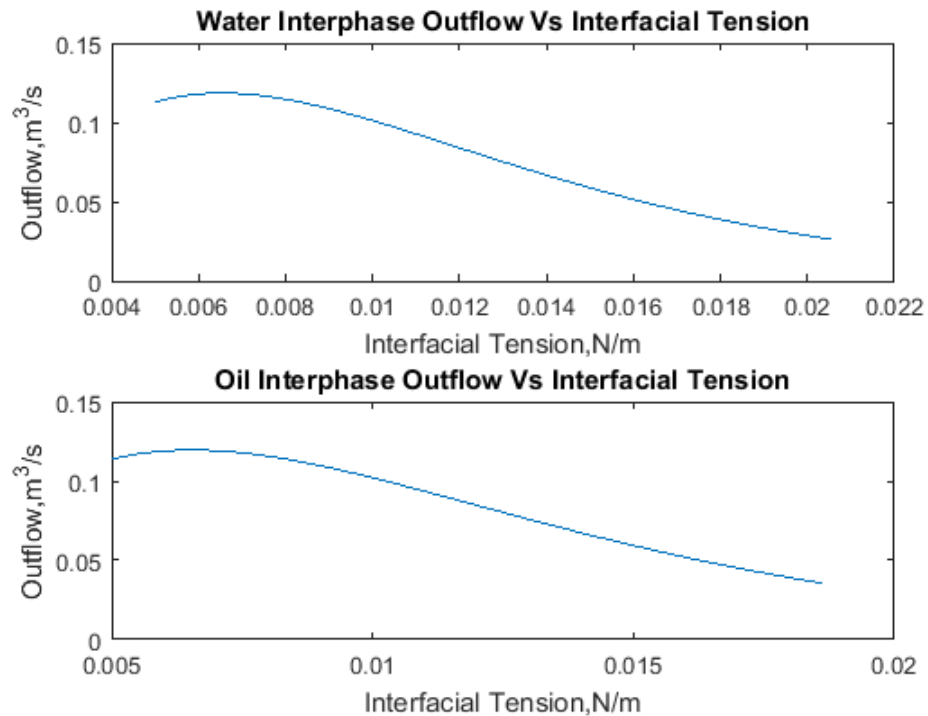 Water Interphase Outflow Vs Interfacial Tension
0.15
0.1
0.05
0
Outflow,m³/s
0.004 0.006 0.008 0.01 0.012 0.014 0.016 0.018 0.02 0.022
Interfacial Tension,N/m
Oil Interphase Outflow Vs Interfacial Tension
0.15
0.1
0.05
0
Outflow,m³/s
0.005 0.01 0.015 0.02
Interfacial Tension,N/m